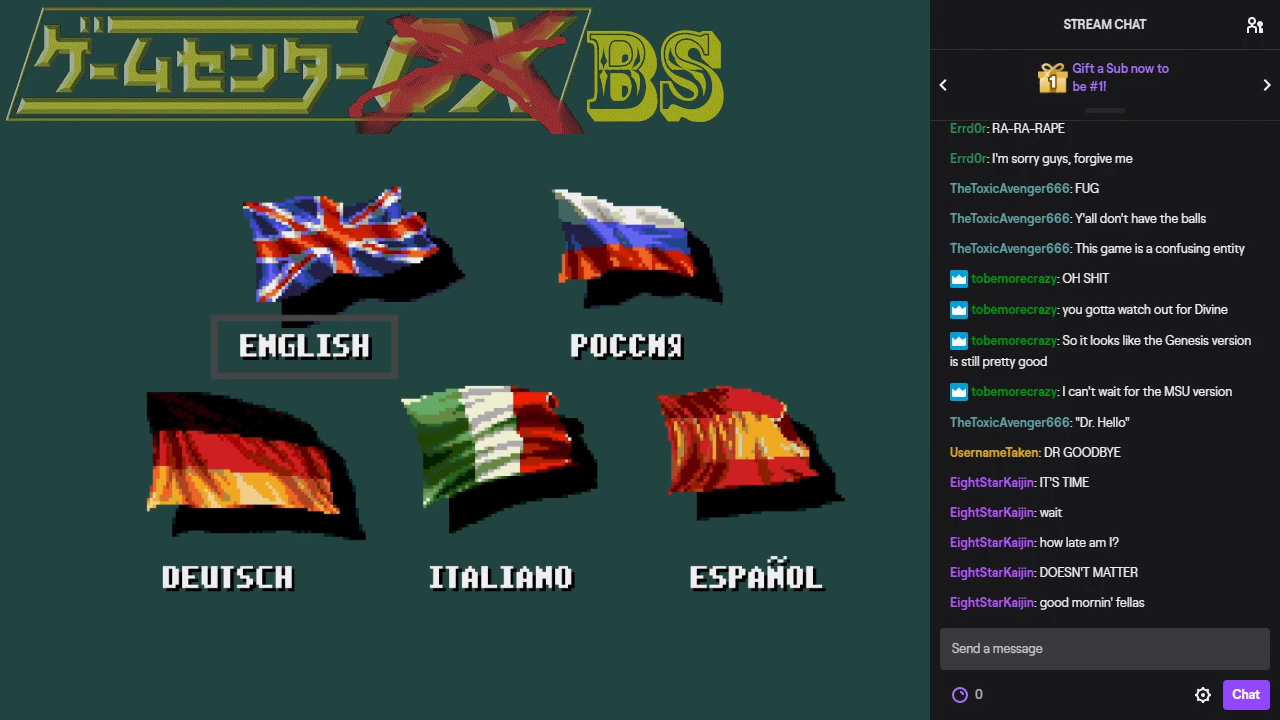 ゲームセンターDX BS
ENGLISH
РОССИЯ
DEUTSCH
ITALIANO
ESPAÑOL
STREAM CHAT
Gift a Sub now to
be #1!
1
Errd0r: RA-RA-RAPE
Errd0r: I'm sorry guys, forgive me
TheToxicAvenger666: FUG
TheToxicAvenger666: Y'all don't have the balls
TheToxicAvenger666: This game is a confusing entity
tobemorecrazy: OH SHIT
tobemorecrazy: you gotta watch out for Divine
tobemorecrazy: So it looks like the Genesis version
is still pretty good
tobemorecrazy: I can't wait for the MSU version
TheToxicAvenger666: "Dr. Hello"
UsernameTaken: DR GOODBYE
EightStarKaijin: IT'S TIME
EightStarKaijin: wait
EightStarKaijin: how late am I?
EightStarKaijin: DOESN'T MATTER
EightStarKaijin: good mornin' fellas
Send a message
0
Chat